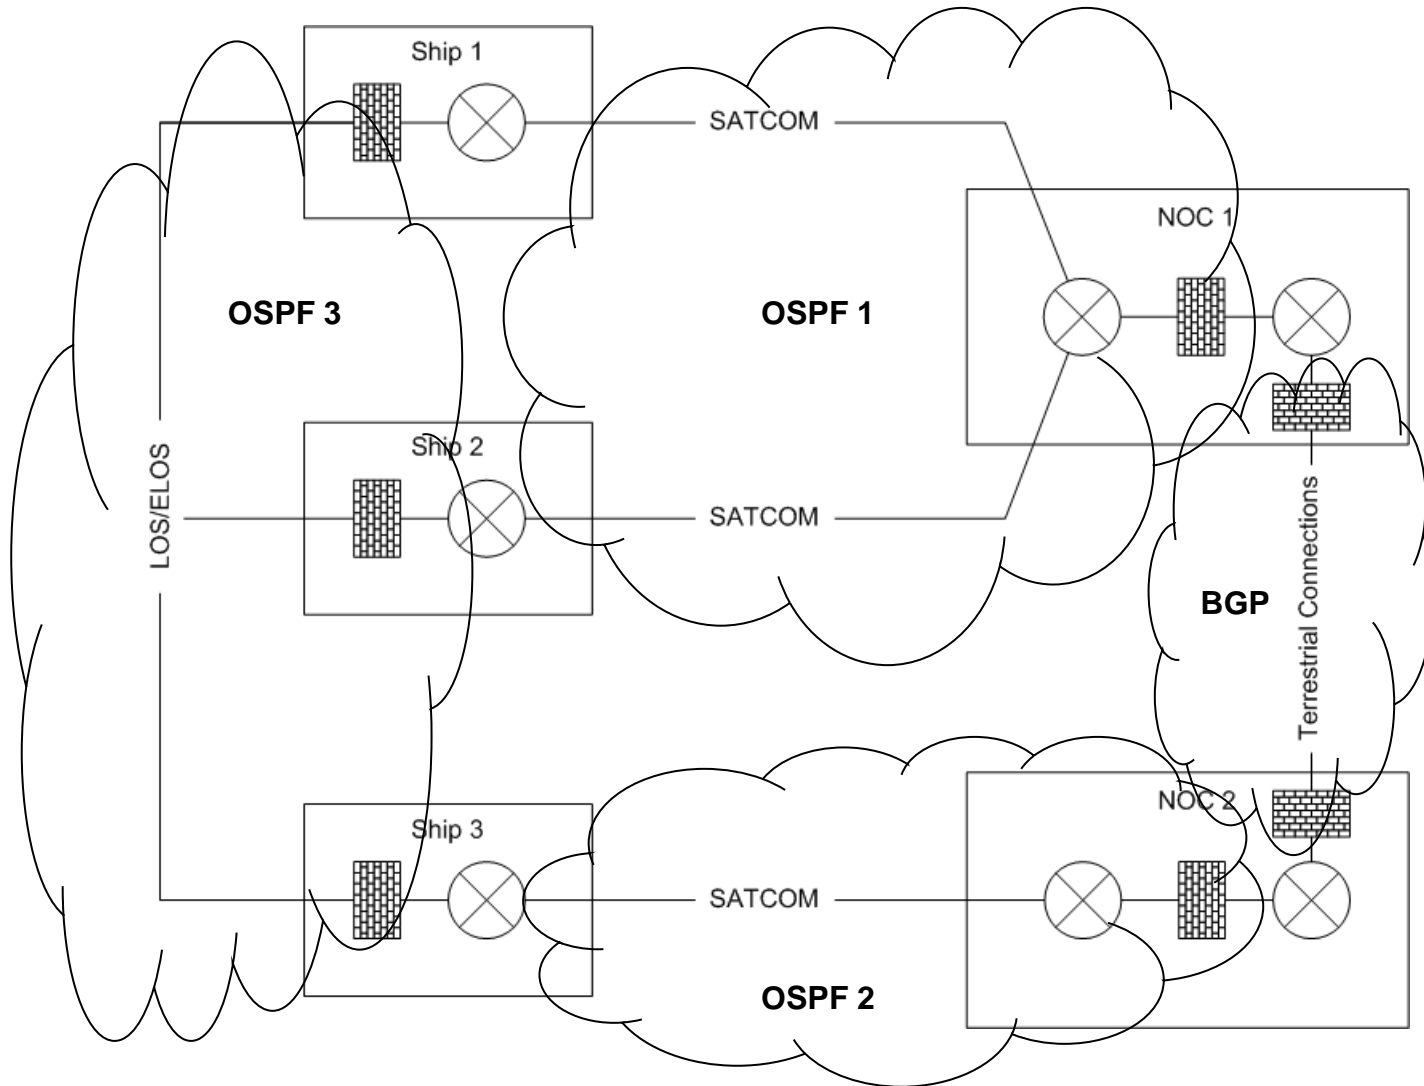 Ship 1
SATCOM
NOC 1
OSPF 3
OSPF 1
Ship 2
LOS/ELOS
SATCOM
Terrestrial Connections
BGP
NOC 2
Ship 3
SATCOM
OSPF 2